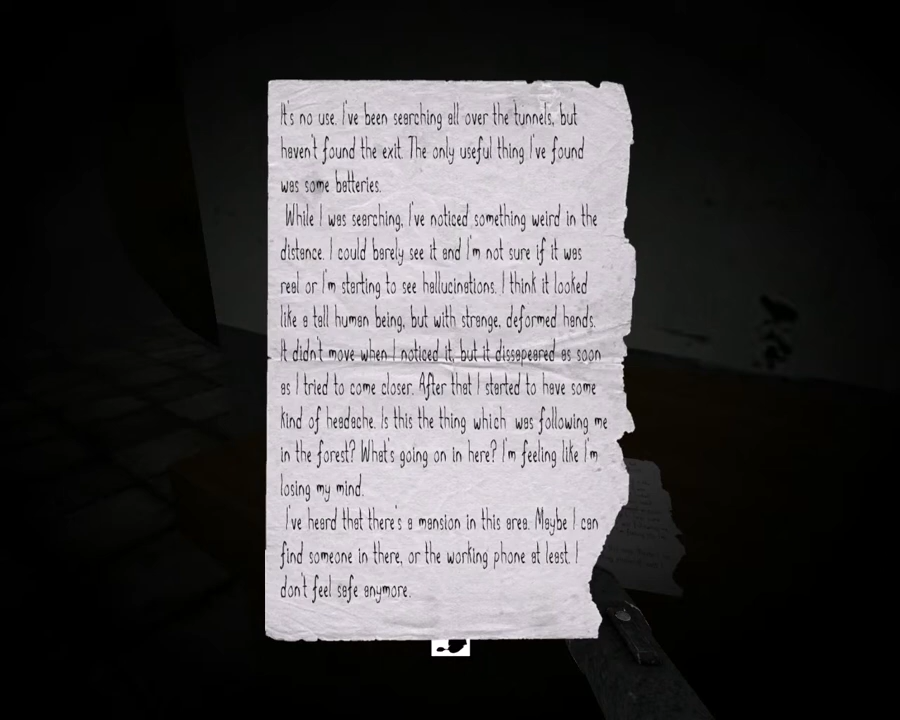 It's no use. I've been searching all over the tunnels, but
haven't found the exit. The only useful thing I've found
was some batteries.
While I was searching, I've noticed something weird in the
distance. I could barely see it and I'm not sure if it was
real or I'm starting to see hallucinations. I think it looked
like a tall human being, but with strange, deformed hands.
It didn't move when I noticed it, but it dissapeared as soon
as I tried to come closer. After that I started to have some
kind of headache. Is this the thing which was following me
in the forest? What's going on in here? I'm feeling like I'm
losing my mind.
I've heard that there's a mansion in this area. Maybe I can
find someone in there, or the working phone at least. I
don't feel safe anymore.